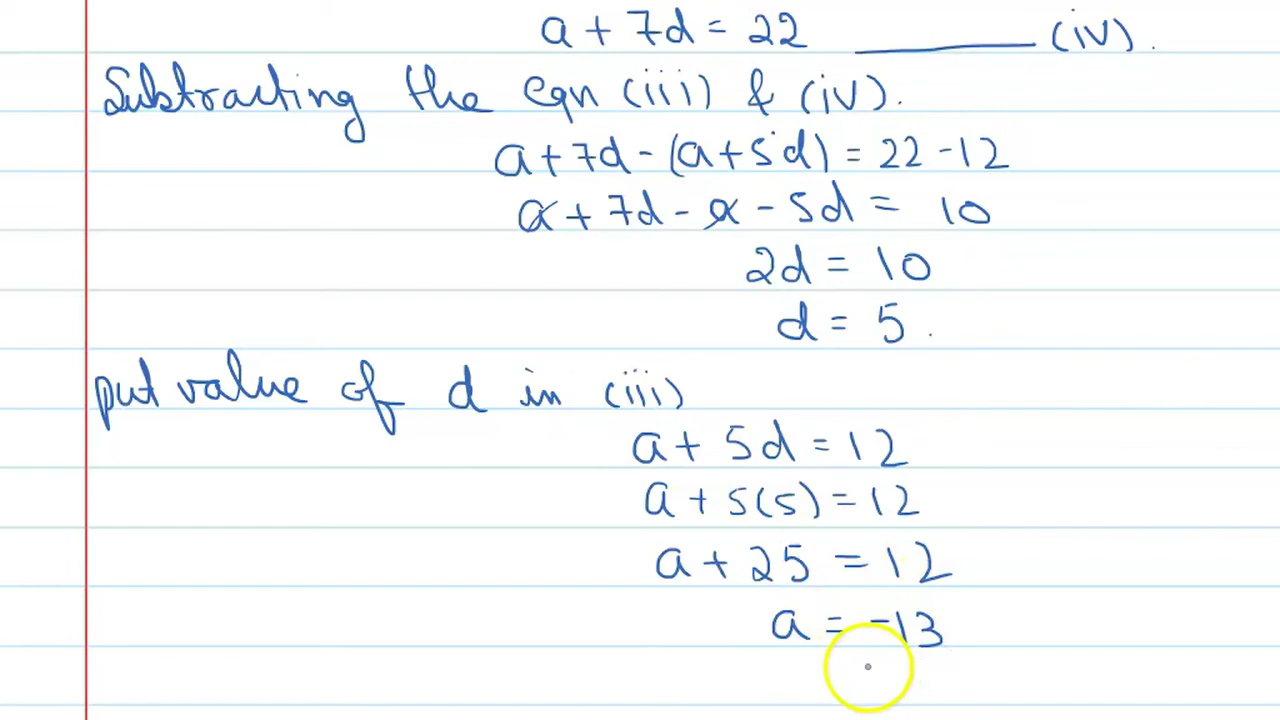 a + 7d = 22 ______ (iv).
Subtracting the eqn (iii) & (iv).
a + 7d - (a + 5d) = 22 - 12
a + 7d - a - 5d = 10
2d = 10
d = 5.
put value of d in (iii)
a + 5d = 12
a + 5(5) = 12
a + 25 = 12
a = -13